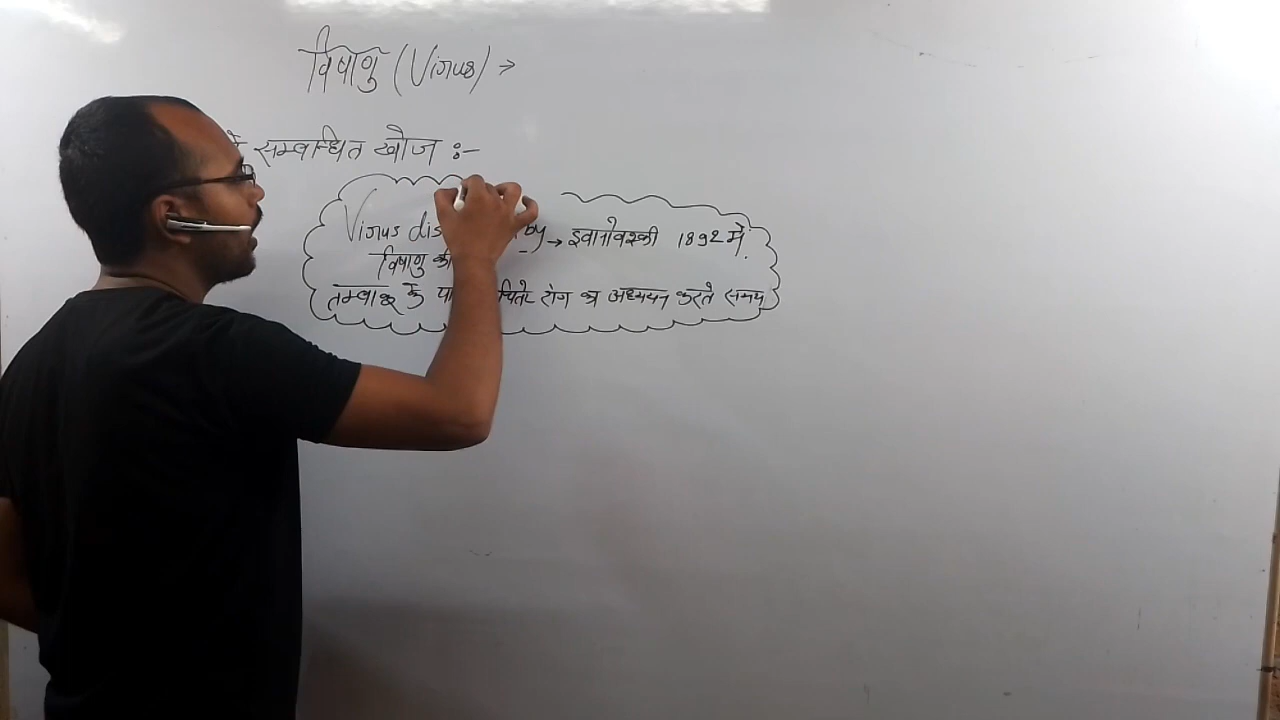 विषाणु (Virus) →
सम्बन्धित खोज :-
Virus dis by → इवानोवस्की 1892 में.
विषाणु की
तम्बाकू के चितेर रोग का अध्ययन करते समय